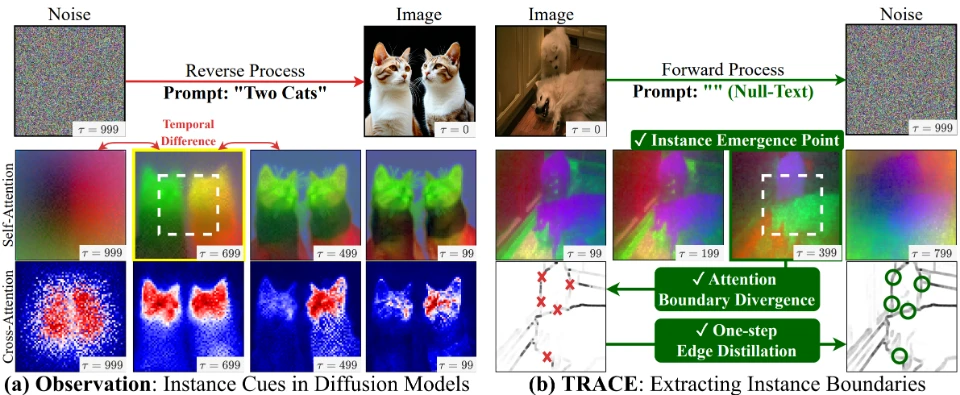 Noise
Image
Image
Noise
Reverse Process
Prompt: "Two Cats"
Forward Process
Prompt: "" (Null-Text)
τ = 999
τ = 0
τ = 0
τ = 999
Temporal
Difference
✓ Instance Emergence Point
Self-Attention
τ = 999
τ = 699
τ = 499
τ = 99
τ = 99
τ = 199
τ = 399
τ = 799
Cross-Attention
✓ Attention
Boundary Divergence
✓ One-step
Edge Distillation
τ = 999
τ = 699
τ = 499
τ = 99
(a) Observation: Instance Cues in Diffusion Models
(b) TRACE: Extracting Instance Boundaries